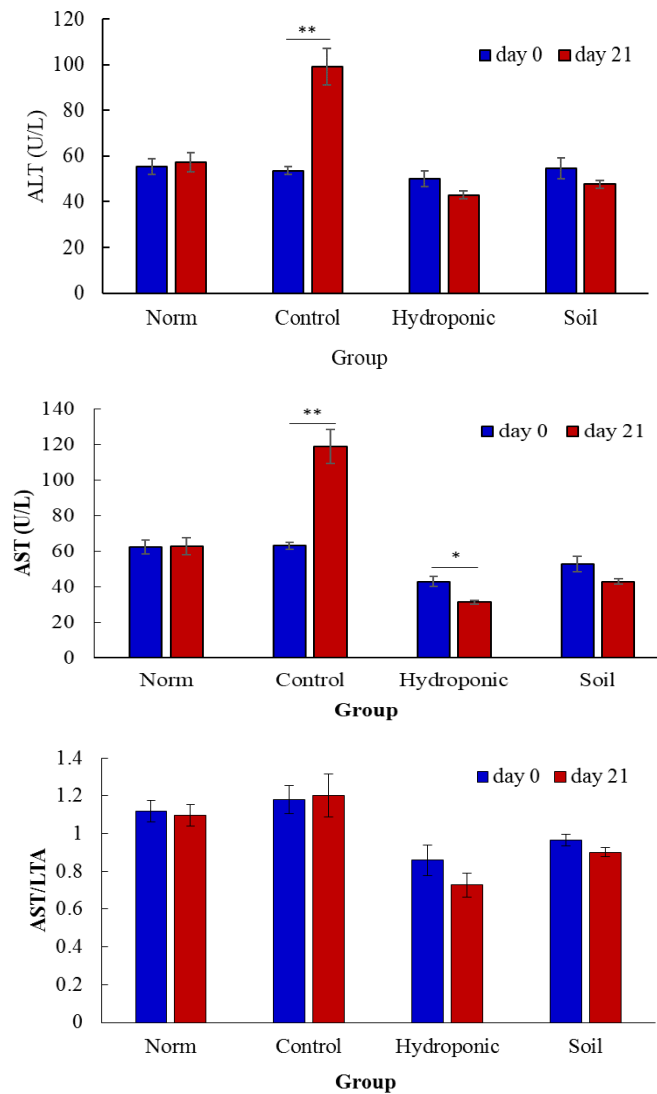 120
100
80
60
40
20
0
ALT (U/L)
**
day 0 day 21
Norm Control Hydroponic Soil
Group
140
120
100
80
60
40
20
0
AST (U/L)
**
*
day 0 day 21
Norm Control Hydroponic Soil
Group
1.4
1.2
1
0.8
0.6
0.4
0.2
0
AST/LTA
day 0 day 21
Norm Control Hydroponic Soil
Group